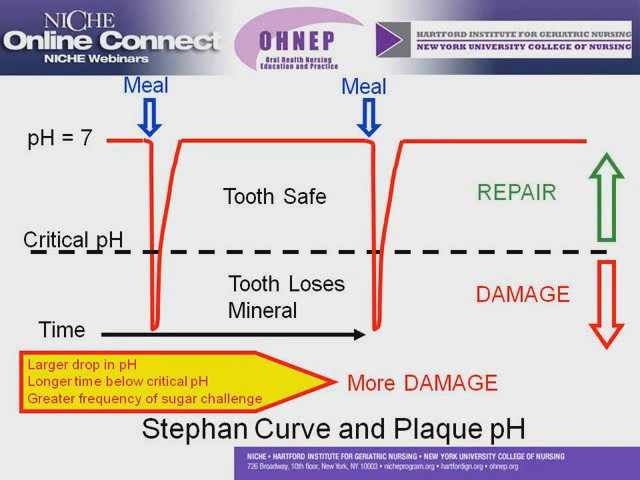 NICHE
Online Connect
NICHE Webinars
OHNEP
Oral Health Nursing
Education and Practice
HARTFORD INSTITUTE FOR GERIATRIC NURSING
NEW YORK UNIVERSITY COLLEGE OF NURSING
Meal
Meal
pH = 7
Tooth Safe
REPAIR
Critical pH
Tooth Loses
Mineral
DAMAGE
Time
Larger drop in pH
Longer time below critical pH
Greater frequency of sugar challenge
More DAMAGE
Stephan Curve and Plaque pH
NICHE • HARTFORD INSTITUTE FOR GERIATRIC NURSING • NEW YORK UNIVERSITY COLLEGE OF NURSING
726 Broadway, 10th floor, New York, NY 10003 • nicheprogram.org • hartfordign.org • ohnep.org